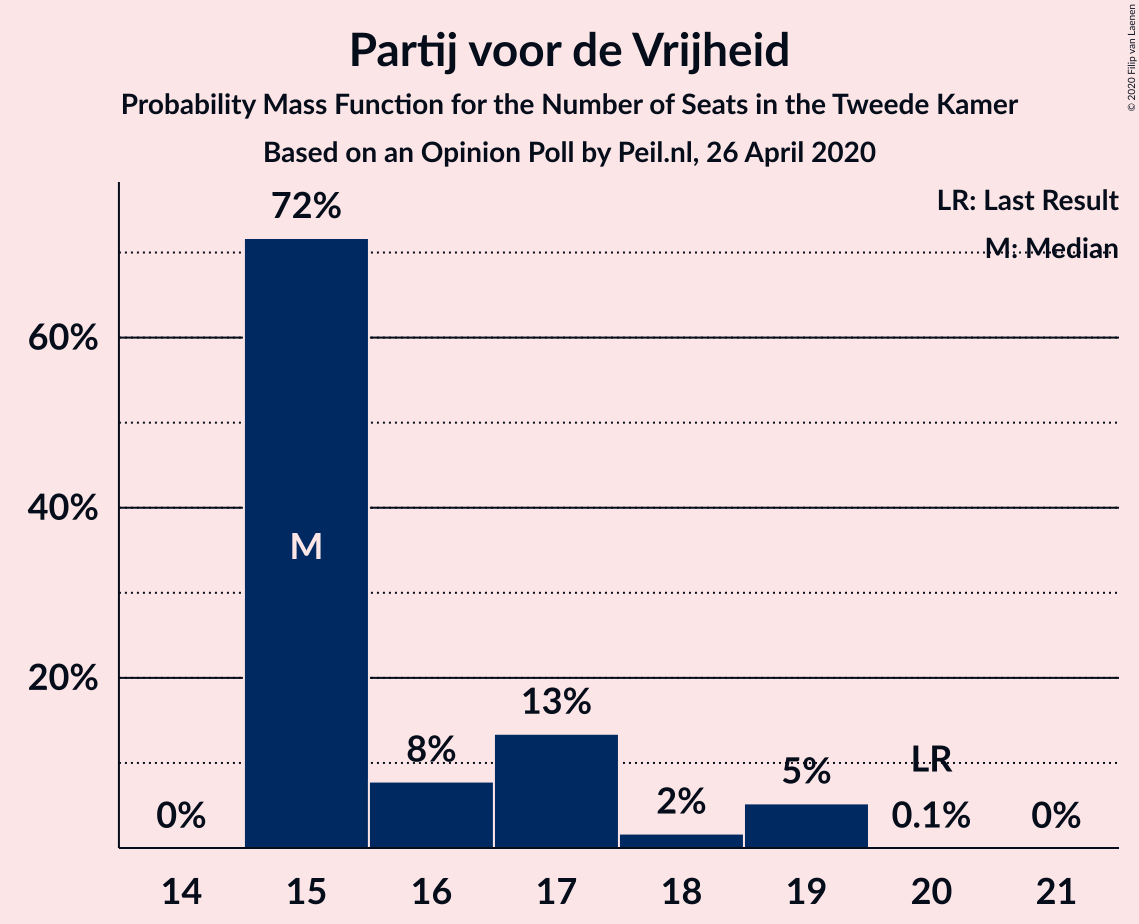 Partij voor de Vrijheid
Probability Mass Function for the Number of Seats in the Tweede Kamer
Based on an Opinion Poll by Peil.nl, 26 April 2020
© 2020 Filip van Laenen
LR: Last Result
M: Median
72%
60%
40%
M
20%
13%
8%
5%
LR
0%
2%
0.1%
0%
14 15 16 17 18 19 20 21